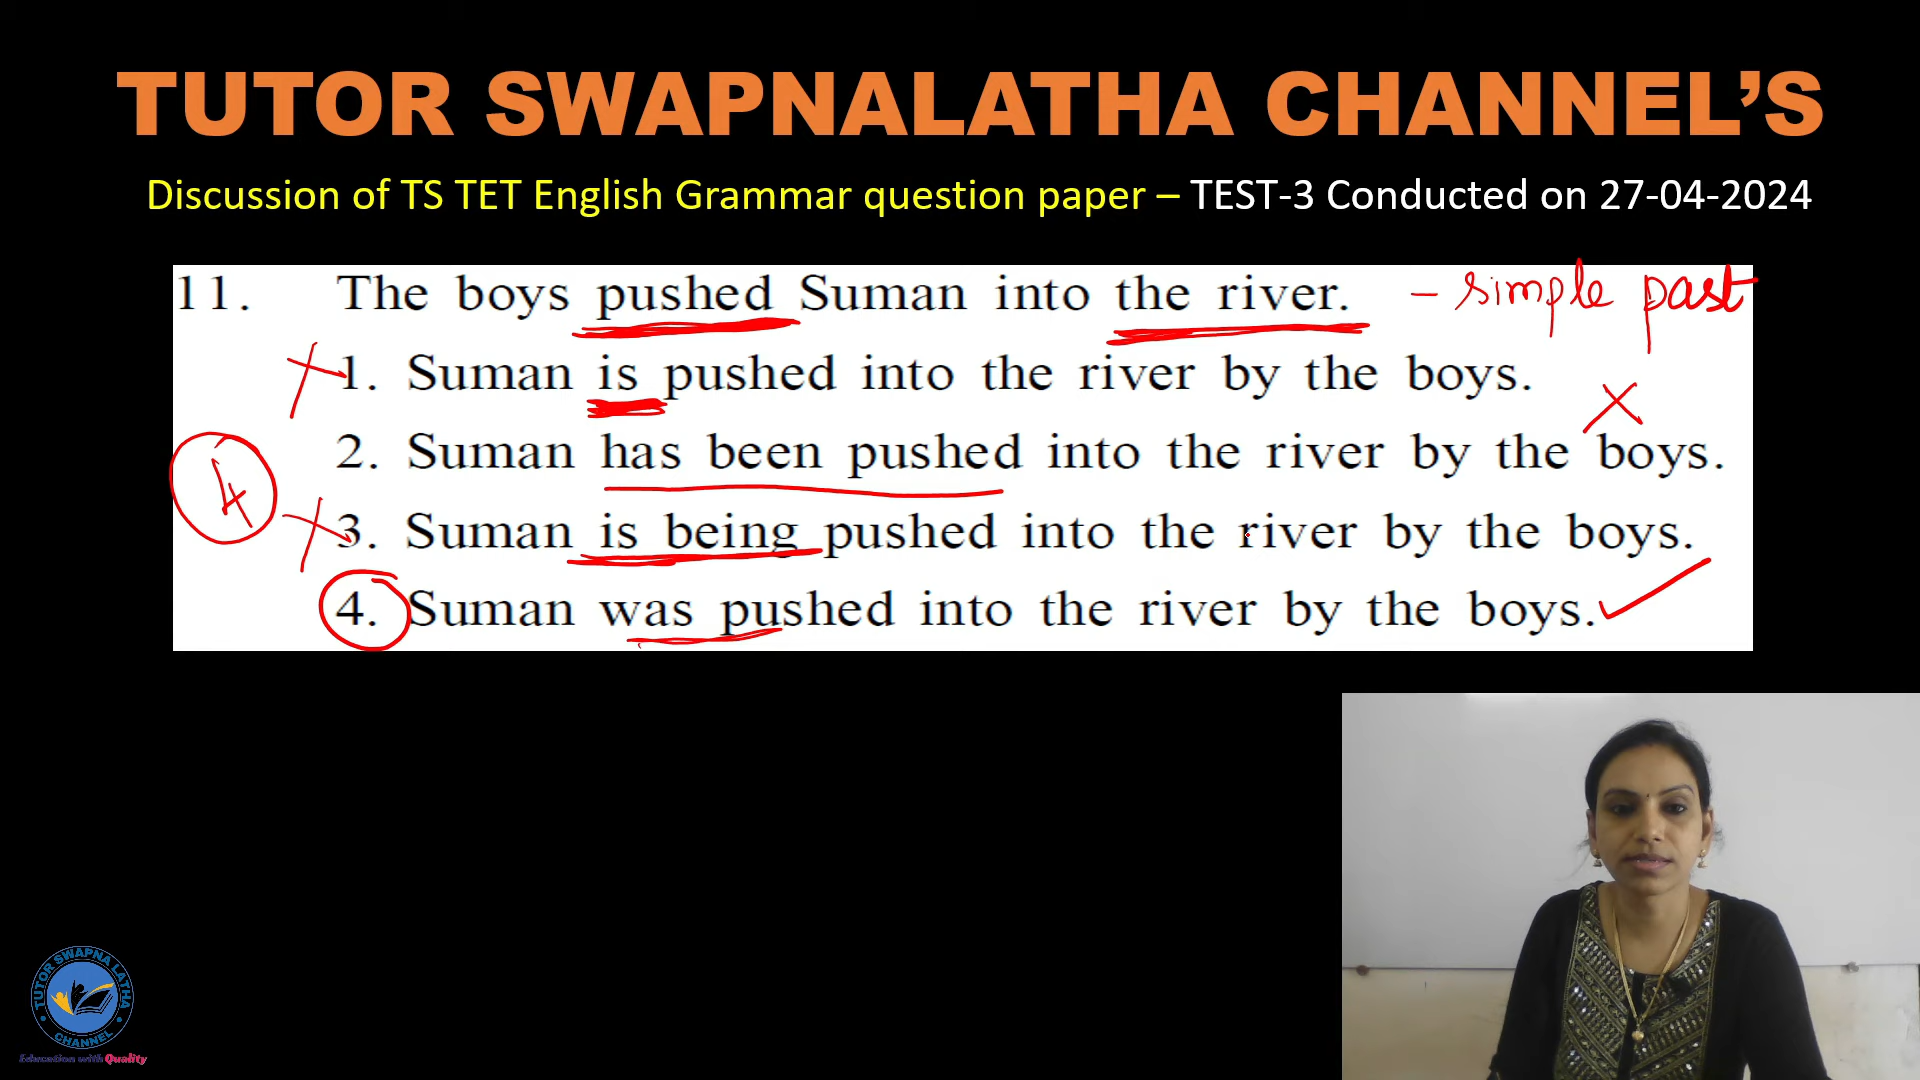 TUTOR SWAPNALATHA CHANNEL'S
Discussion of TS TET English Grammar question paper – TEST-3 Conducted on 27-04-2024
11. The boys pushed Suman into the river. – simple past
1. Suman is pushed into the river by the boys.
2. Suman has been pushed into the river by the boys.
4
3. Suman is being pushed into the river by the boys.
4. Suman was pushed into the river by the boys.
TUTOR SWAPNA LATHA
CHANNEL
Education with Quality